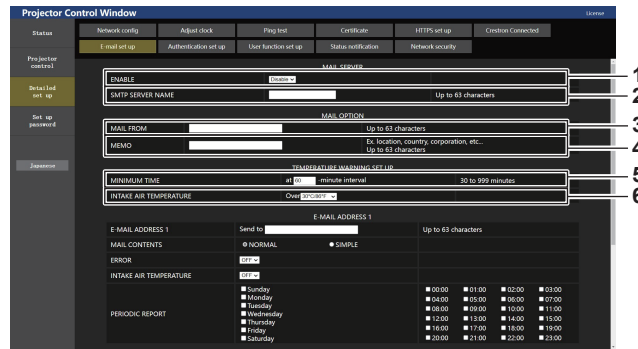 Projector Control Window
License
Status
Projector
control
Detailed
set up
Set up
password
Japanese
Network config
Adjust clock
Ping test
Certificate
HTTPS set up
Crestron Connected
E-mail set up
Authentication set up
User function set up
Status notification
Network security
MAIL SERVER
ENABLE Disable 1
SMTP SERVER NAME Up to 63 characters 2
MAIL OPTION
MAIL FROM Up to 63 characters 3
MEMO Ex. location, country, corporation, etc... 4
Up to 63 characters
TEMPERATURE WARNING SET UP
MINIMUM TIME at 60 -minute interval 30 to 999 minutes 5
INTAKE AIR TEMPERATURE Over 30°C/86°F 6
E-MAIL ADDRESS 1
E-MAIL ADDRESS 1 Send to Up to 63 characters
MAIL CONTENTS NORMAL SIMPLE
ERROR OFF
INTAKE AIR TEMPERATURE OFF
PERIODIC REPORT
Sunday
Monday
Tuesday
Wednesday
Thursday
Friday
Saturday
00:00 01:00 02:00 03:00
04:00 05:00 06:00 07:00
08:00 09:00 10:00 11:00
12:00 13:00 14:00 15:00
16:00 17:00 18:00 19:00
20:00 21:00 22:00 23:00